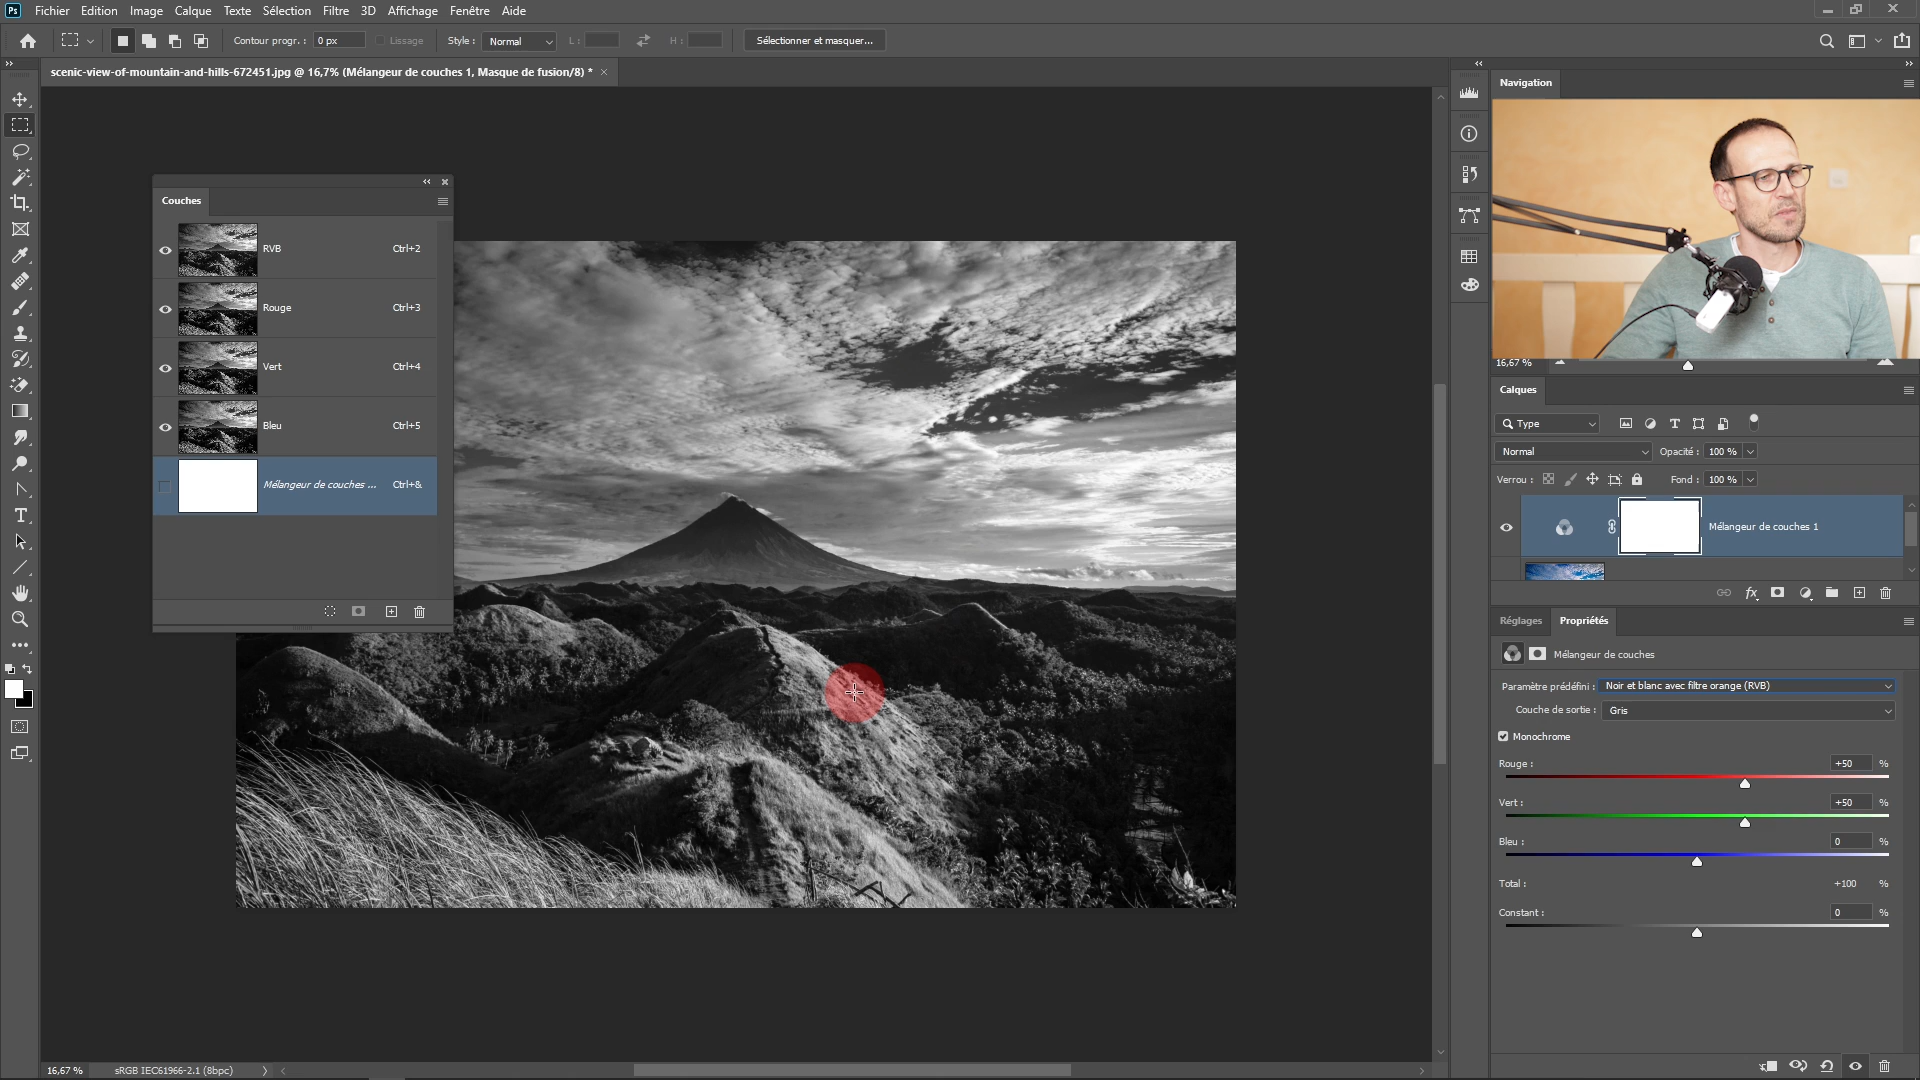 Ps Fichier Edition Image Calque Texte Sélection Filtre 3D Affichage Fenêtre Aide
Contour progr. : 0 px Lissage Style : Normal L : H : Sélectionner et masquer...
scenic-view-of-mountain-and-hills-672451.jpg @ 16,7% (Mélangeur de couches 1, Masque de fusion/8) *
Navigation
Couches
RVB Ctrl+2
Rouge Ctrl+3
Vert Ctrl+4
Bleu Ctrl+5
Mélangeur de couches ... Ctrl+&
16,67 %
Calques
Type
Normal Opacité : 100 %
Verrou : Fond : 100 %
Mélangeur de couches 1
fx
Réglages Propriétés
Mélangeur de couches
Paramètre prédéfini : Noir et blanc avec filtre orange (RVB)
Couche de sortie : Gris
Monochrome
Rouge : +50 %
Vert : +50 %
Bleu : 0 %
Total : +100 %
Constant : 0 %
16,67 % sRGB IEC61966-2.1 (8bpc)